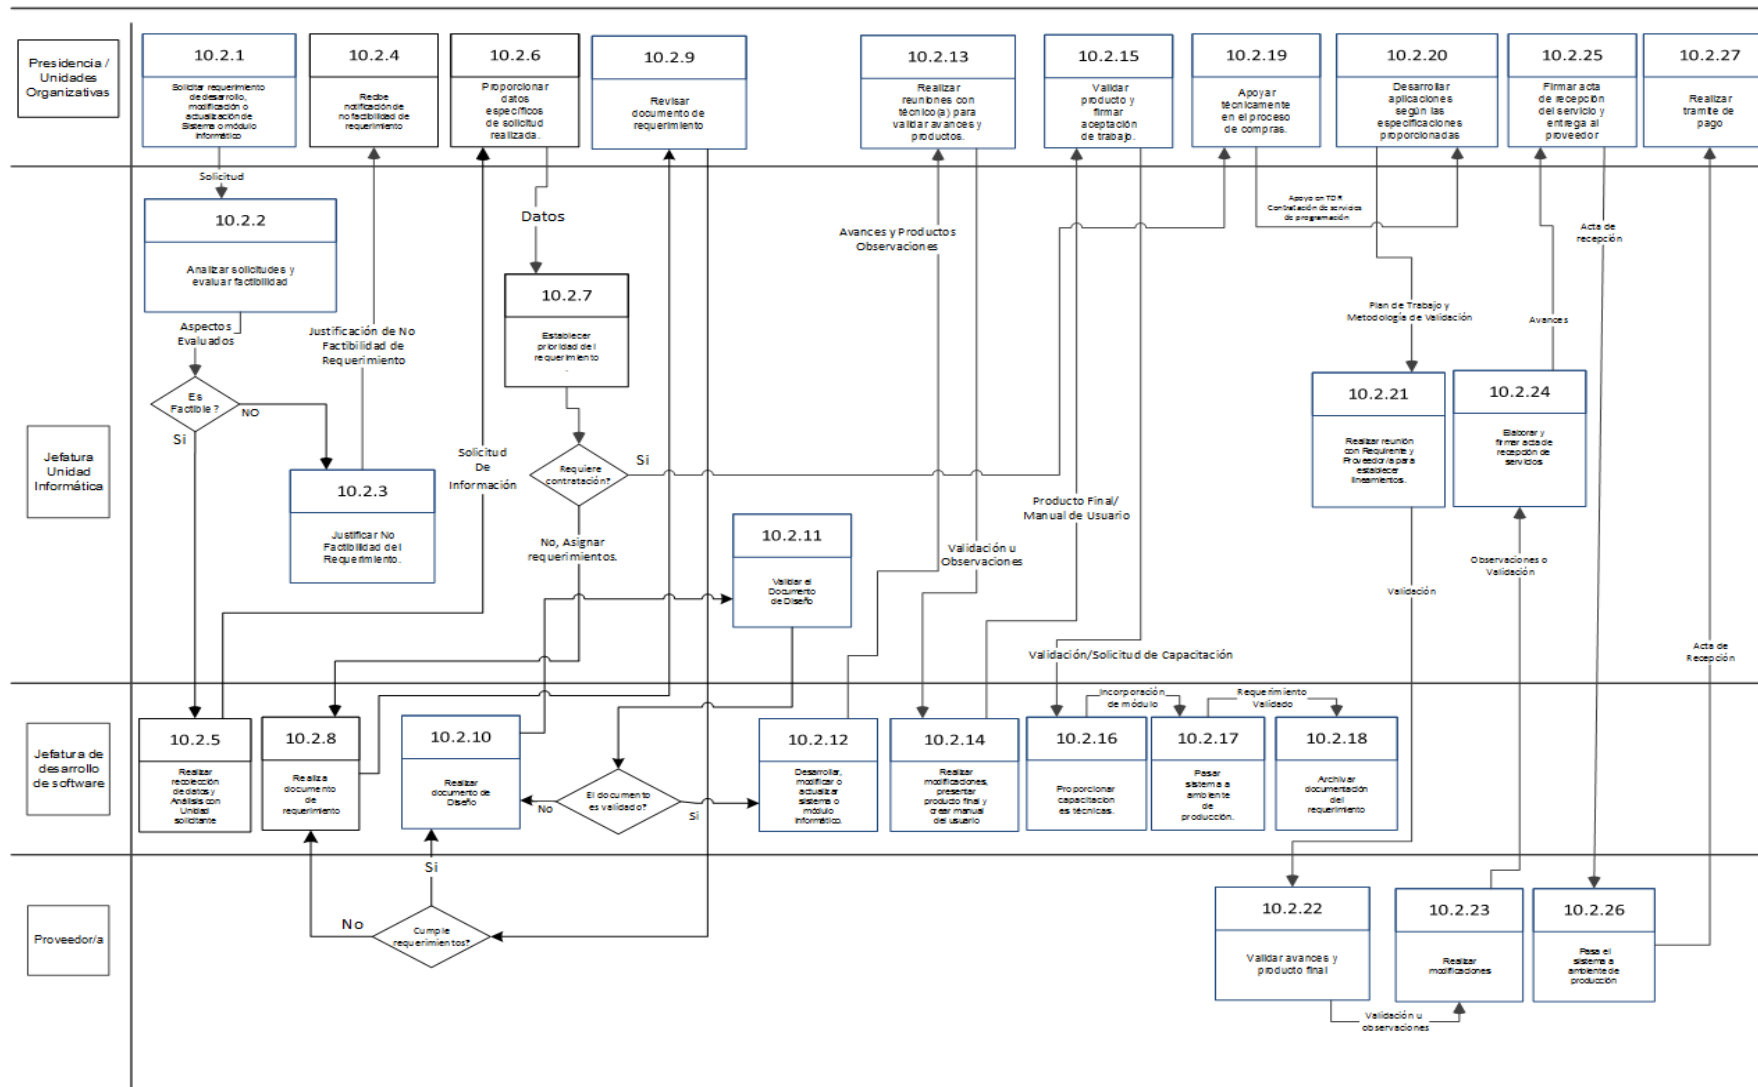 Presidencia /
Unidades
Organizativas
10.2.1
Solicitar requerimiento
de desarrollo,
modificación o
actualización de
Sistema o módulo
informático
10.2.4
Recibe
notificación de
no factibilidad de
requerimiento
10.2.6
Proporcionar
datos
específicos
de solicitud
realizada.
10.2.9
Revisar
documento de
requerimiento
10.2.13
Realizar
reuniones con
técnico(a) para
validar avances y
productos.
10.2.15
Validar
producto y
firmar
aceptación
de trabajo.
10.2.19
Apoyar
técnicamente
en el proceso
de compras.
10.2.20
Desarrollar
aplicaciones
según las
especificaciones
proporcionadas
10.2.25
Firmar acta
de recepción
del servicio y
entrega al
proveedor
10.2.27
Realizar
tramite de
pago
Solicitud
Datos
Avances y Productos
Observaciones
Apoyo en TDR
Contratación de servicios
de programación
Acta de
recepción
Jefatura
Unidad
Informática
10.2.2
Analizar solicitudes y
evaluar factibilidad
Aspectos
Evaluados
Es
Factible ?
NO
Si
Justificación de No
Factibilidad de
Requerimiento
10.2.3
Justificar No
Factibilidad del
Requerimiento.
Solicitud
De
Información
10.2.7
Establecer
prioridad del
requerimiento
.
Requiere
contratación?
Si
No, Asignar
requerimientos.
10.2.11
Validar el
Documento
de Diseño
Validación u
Observaciones
Producto Final/
Manual de Usuario
Validación/Solicitud de Capacitación
Plan de Trabajo y
Metodología de Validación
Avances
10.2.21
Realizar reunión
con Requirente y
Proveedor/a para
establecer
lineamientos.
10.2.24
Elaborar y
firmar acta de
recepción de
servicios
Observaciones o
Validación
Validación
Acta de
Recepción
Jefatura de
desarrollo
de software
10.2.5
Realizar
recolección
de datos y
Análisis con
Unidad
solicitante
10.2.8
Realiza
documento
de
requerimiento
10.2.10
Realizar
documento de
Diseño
El documento
es validado?
No
Si
10.2.12
Desarrollar,
modificar o
actualizar
sistema o
módulo
informático.
10.2.14
Realizar
modificaciones,
presentar
producto final y
crear manual
del usuario
10.2.16
Proporcionar
capacitacion
es técnicas.
Incorporación
de módulo
10.2.17
Pasar
sistema a
ambiente
de
producción.
Requerimiento
Validado
10.2.18
Archivar
documentación
del
requerimiento
Proveedor/a
Si
No
Cumple
requerimientos?
10.2.22
Validar avances y
producto final
Validación u
observaciones
10.2.23
Realizar
modificaciones
10.2.26
Pasa el
sistema a
ambiente de
producción